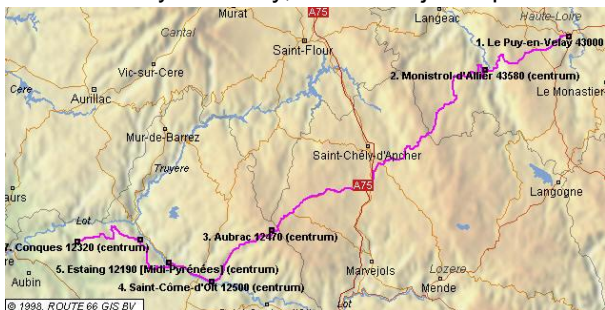 Murat
A75
Langeac
Haute-Loire
Cantal
Saint-Flour
1. Le Puy-en-Velay 43000
Vic-sur-Cere
2. Monistrol-d'Allier 43580 (centrum)
Cere
Aurillac
Le Monastier
Mur-de-Barrez
Saint-Chély-d'Apcher
Truyere
A75
Langogne
aurs
Lot
3. Aubrac 12470 (centrum)
7. Conques 12320 (centrum)
5. Estaing 12190 [Midi-Pyrénées] (centrum)
Marvejols
Lozere
Aubin
4. Saint-Côme-d'Olt 12500 (centrum)
Mende
Lot
© 1998, ROUTE 66 GIS BV